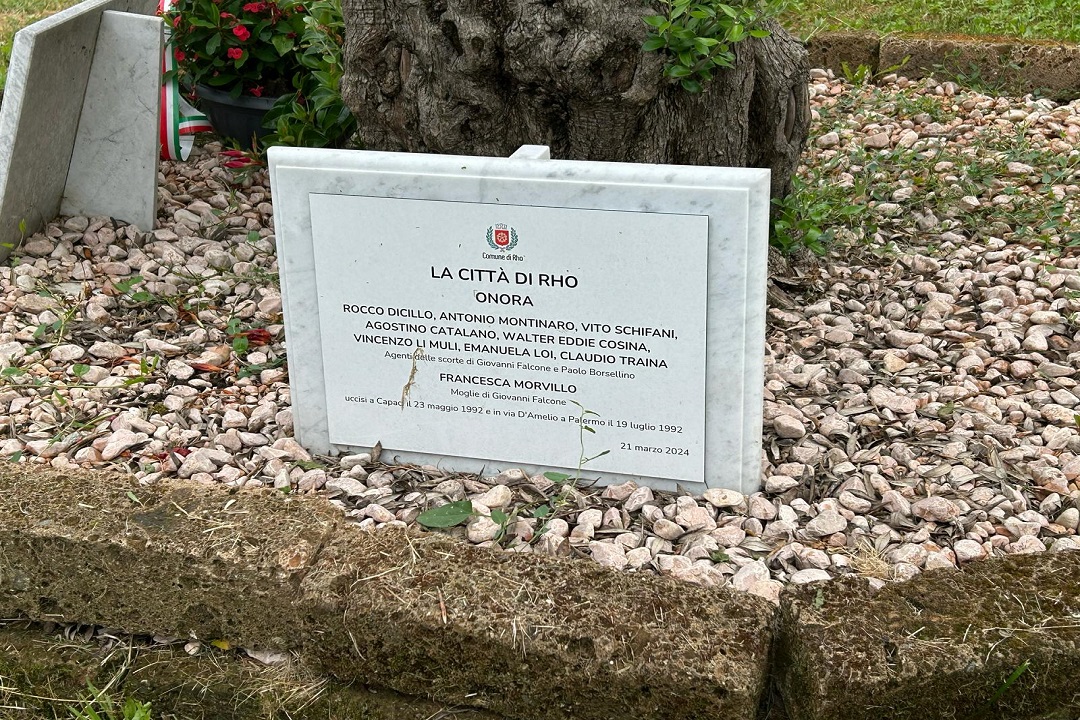 Comune di Rho
LA CITTÀ DI RHO
ONORA
ROCCO DICILLO, ANTONIO MONTINARO, VITO SCHIFANI,
AGOSTINO CATALANO, WALTER EDDIE COSINA,
VINCENZO LI MULI, EMANUELA LOI, CLAUDIO TRAINA
Agenti delle scorte di Giovanni Falcone e Paolo Borsellino
FRANCESCA MORVILLO
Moglie di Giovanni Falcone
uccisi a Capaci il 23 maggio 1992 e in via D'Amelio a Palermo il 19 luglio 1992
21 marzo 2024